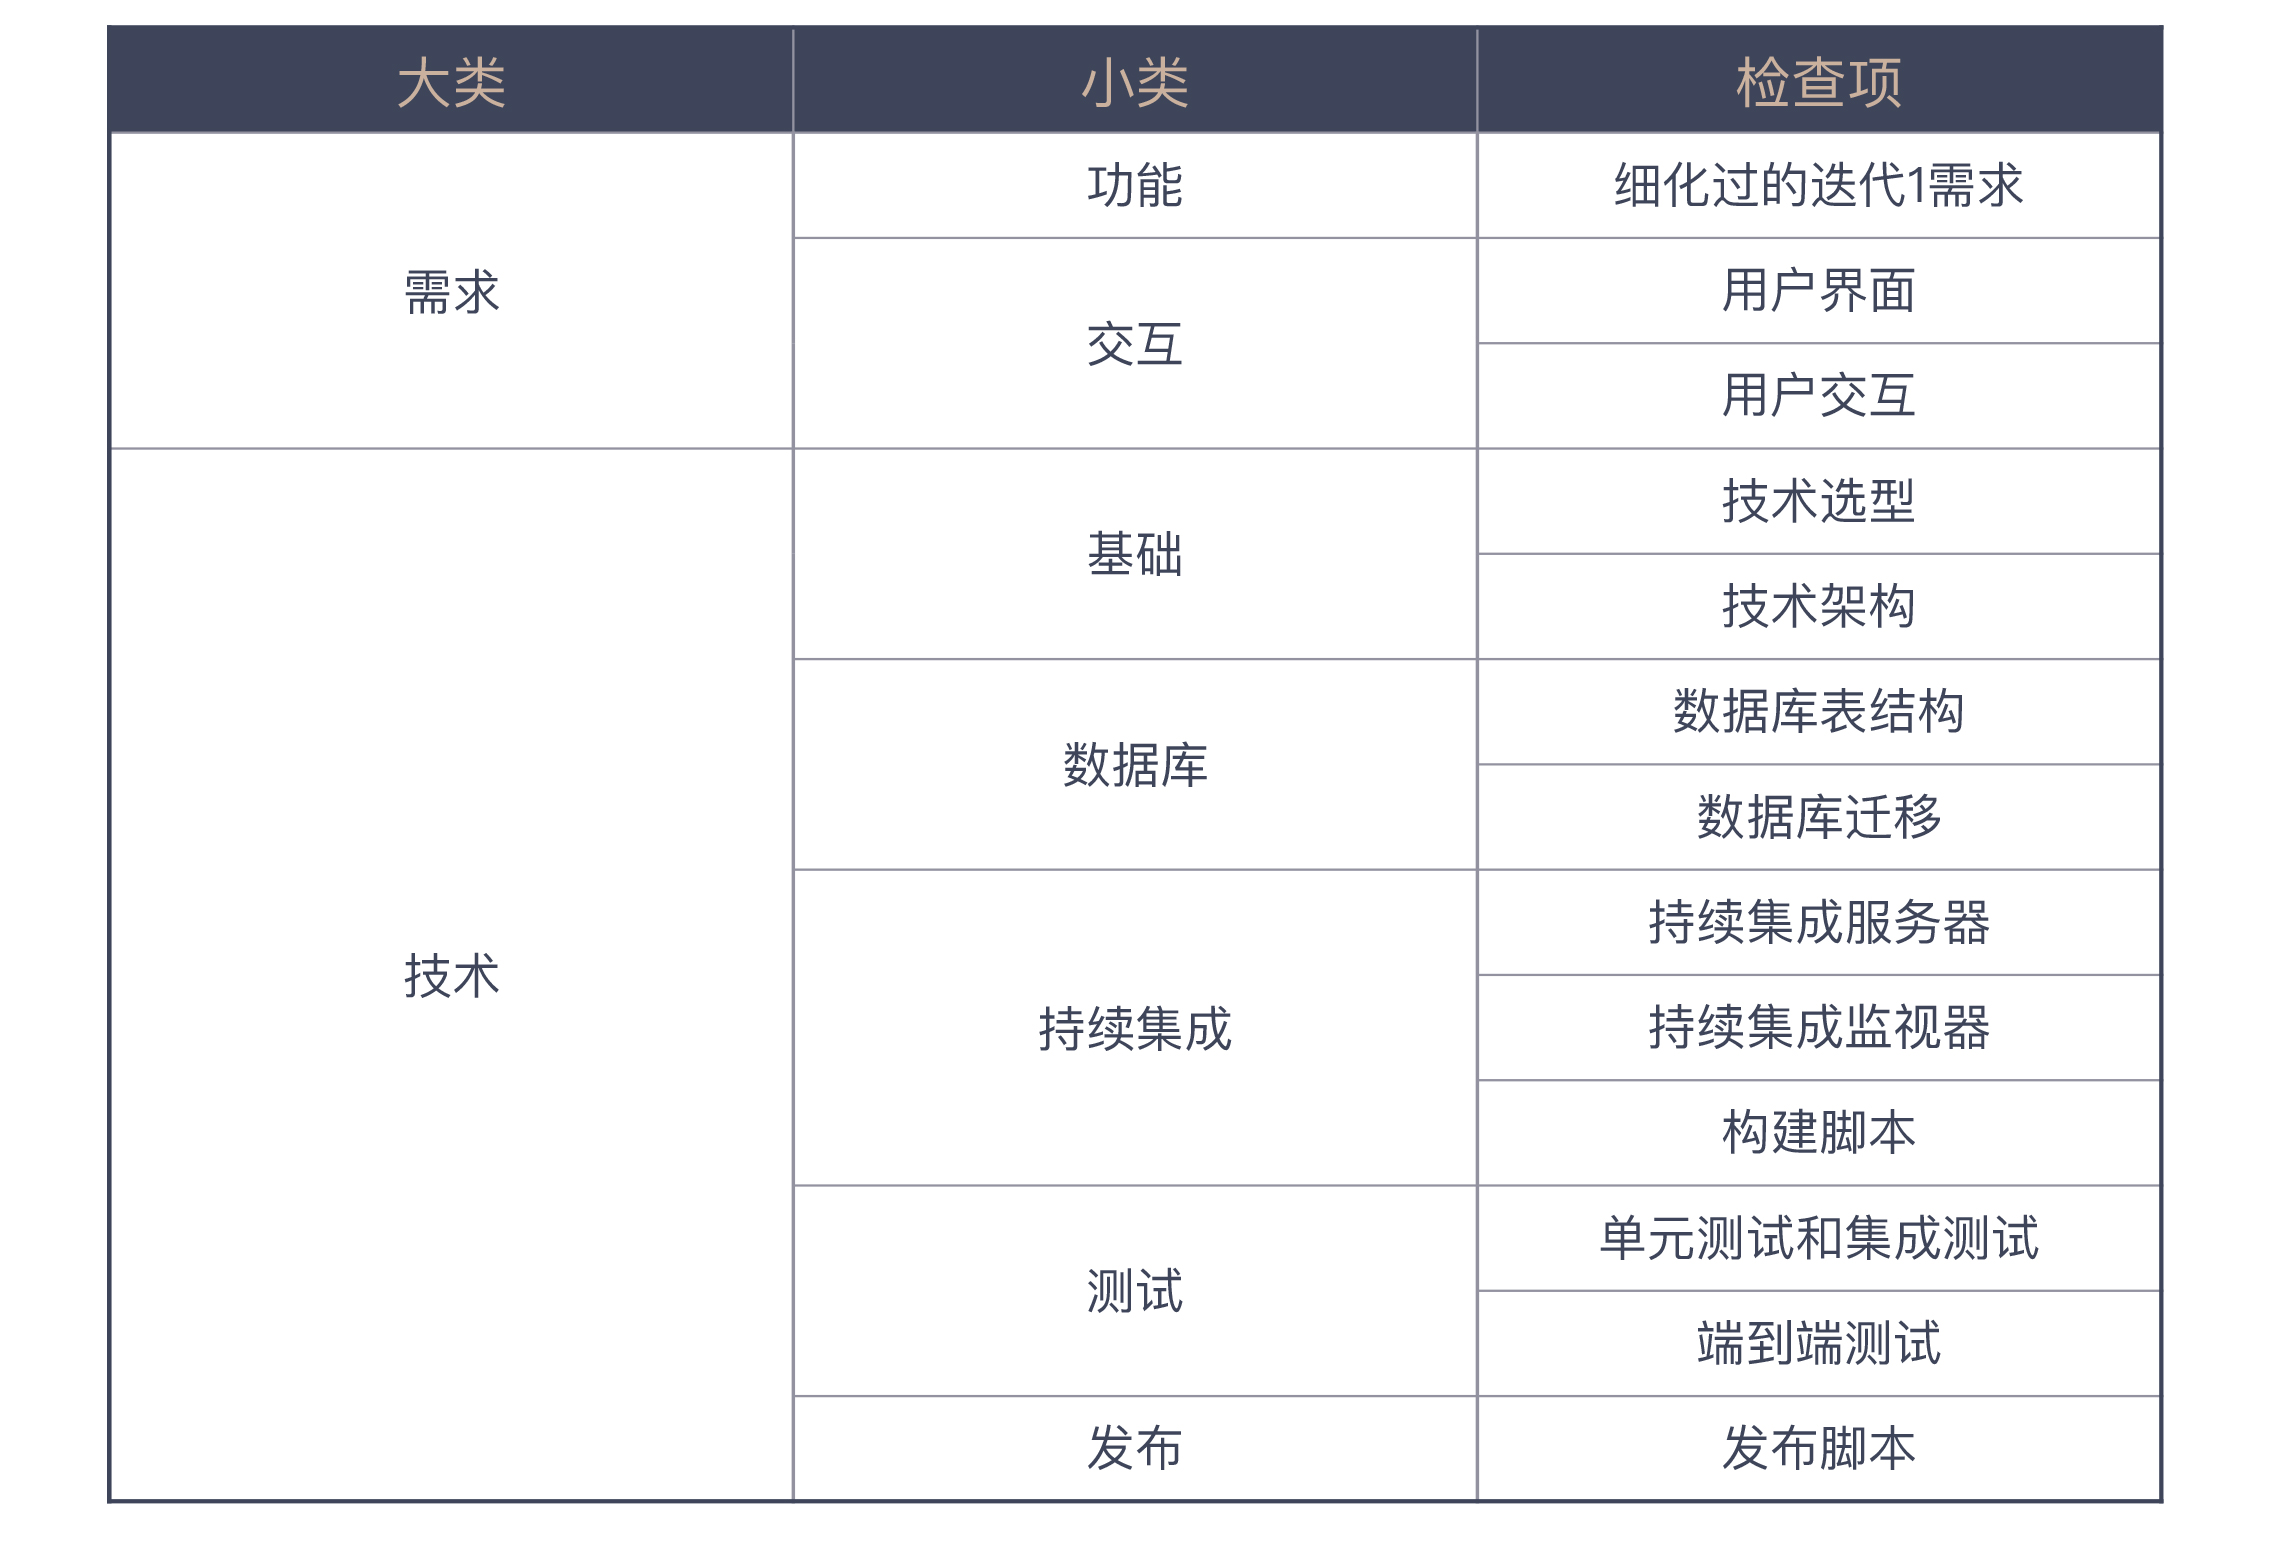 大类 小类 检查项
需求 功能 细化过的迭代1需求
交互 用户界面
用户交互
技术 基础 技术选型
技术架构
数据库 数据库表结构
数据库迁移
持续集成 持续集成服务器
持续集成监视器
构建脚本
测试 单元测试和集成测试
端到端测试
发布 发布脚本